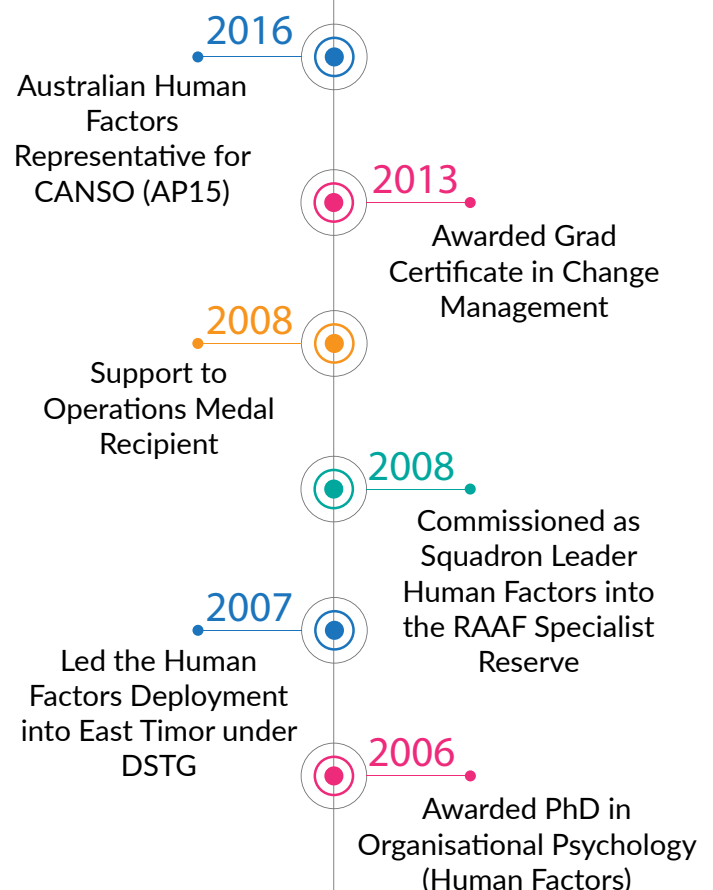 2016
Australian Human
Factors
Representative for
CANSO (AP15)
2013
Awarded Grad
Certificate in Change
Management
2008
Support to
Operations Medal
Recipient
2008
Commissioned as
Squadron Leader
Human Factors into
the RAAF Specialist
Reserve
2007
Led the Human
Factors Deployment
into East Timor under
DSTG
2006
Awarded PhD in
Organisational Psychology
(Human Factors)